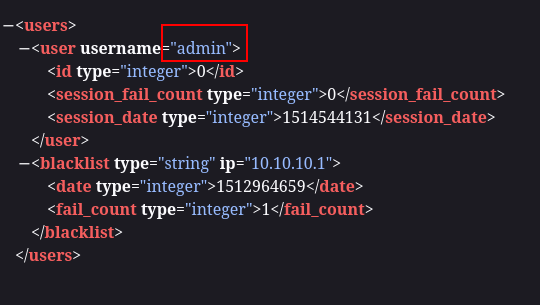 −<users>
−<user username="admin">
<id type="integer">0</id>
<session_fail_count type="integer">0</session_fail_count>
<session_date type="integer">1514544131</session_date>
</user>
−<blacklist type="string" ip="10.10.10.1">
<date type="integer">1512964659</date>
<fail_count type="integer">1</fail_count>
</blacklist>
</users>